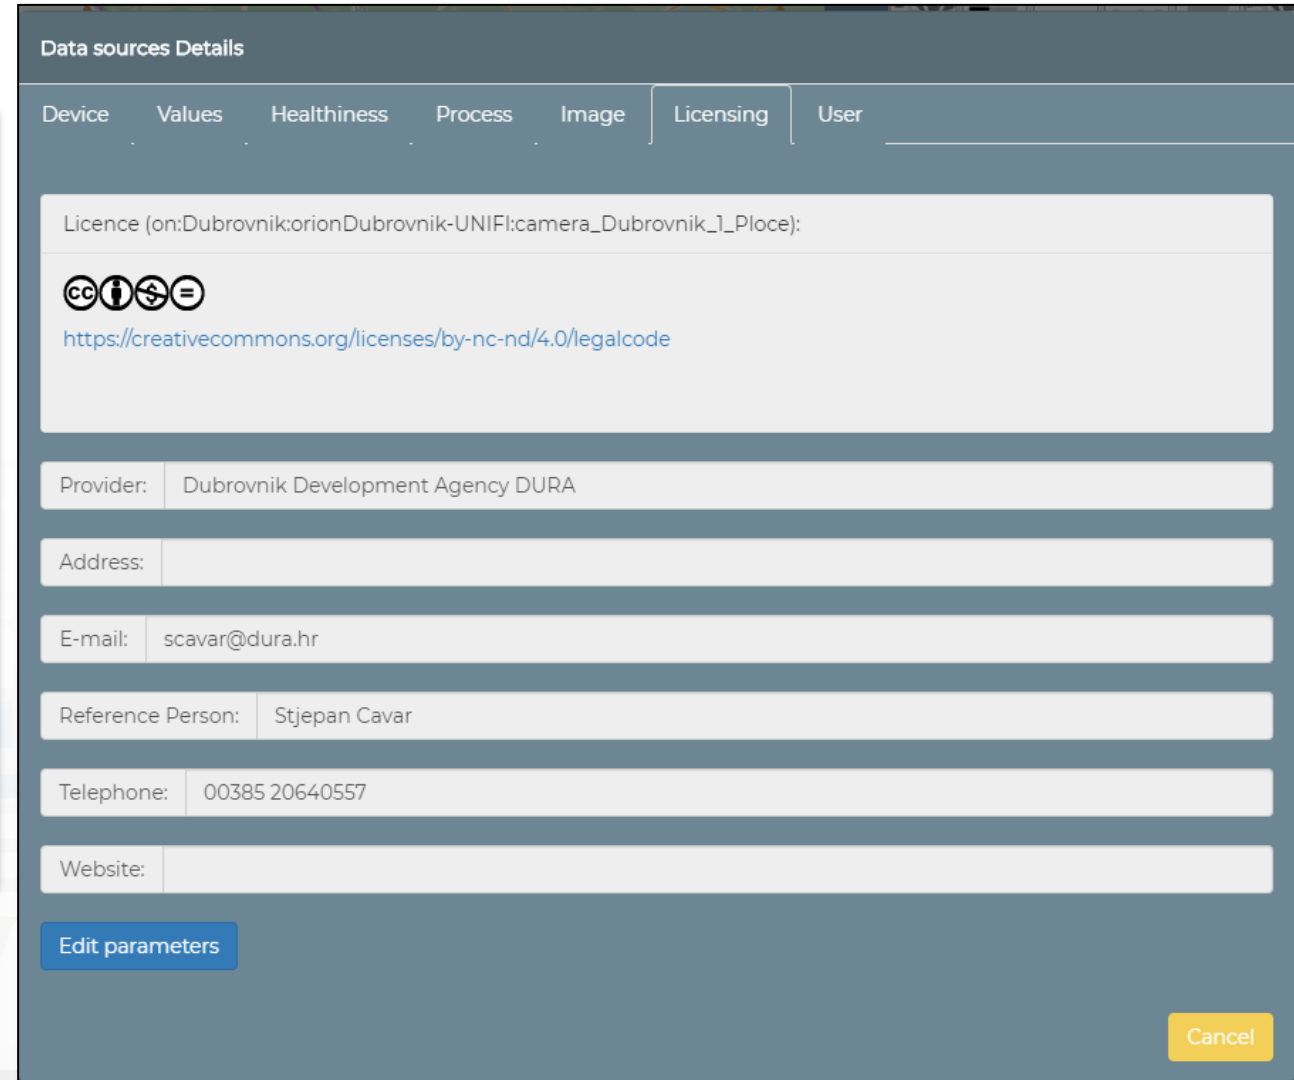 Data sources Details
Device Values Healthiness Process Image Licensing User
Licence (on:Dubrovnik:orionDubrovnik-UNIFI:camera_Dubrovnik_1_Ploce):
https://creativecommons.org/licenses/by-nc-nd/4.0/legalcode
Provider: Dubrovnik Development Agency DURA
Address:
E-mail: scavar@dura.hr
Reference Person: Stjepan Cavar
Telephone: 00385 20640557
Website:
Edit parameters
Cancel